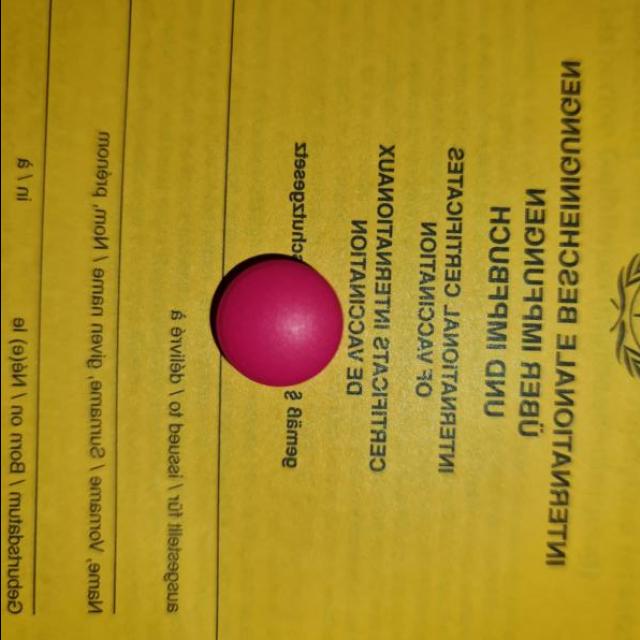 INTERNATIONALE BESCHEINIGUNGEN
ÜBER IMPFUNGEN
UND IMPFBUCH
INTERNATIONAL CERTIFICATES
OF VACCINATION
CERTIFICATS INTERNATIONAUX
DE VACCINATION
gemäß § schutzgesetz
ausgestellt für / issued to / délivré à
Name, Vorname / Surname, given name / Nom, prénom
Geburtsdatum / Born on / Né(e) le in / à